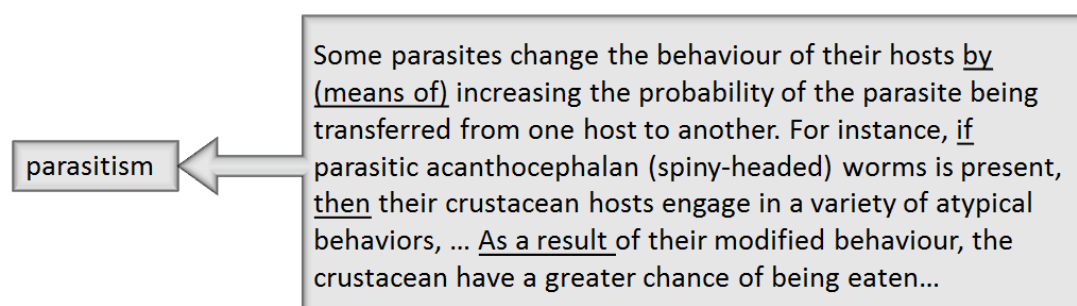 Some parasites change the behaviour of their hosts by
(means of) increasing the probability of the parasite being
transferred from one host to another. For instance, if
parasitism
parasitic acanthocephalan (spiny-headed) worms is present,
then their crustacean hosts engage in a variety of atypical
behaviors, ... As a result of their modified behaviour, the
crustacean have a greater chance of being eaten...